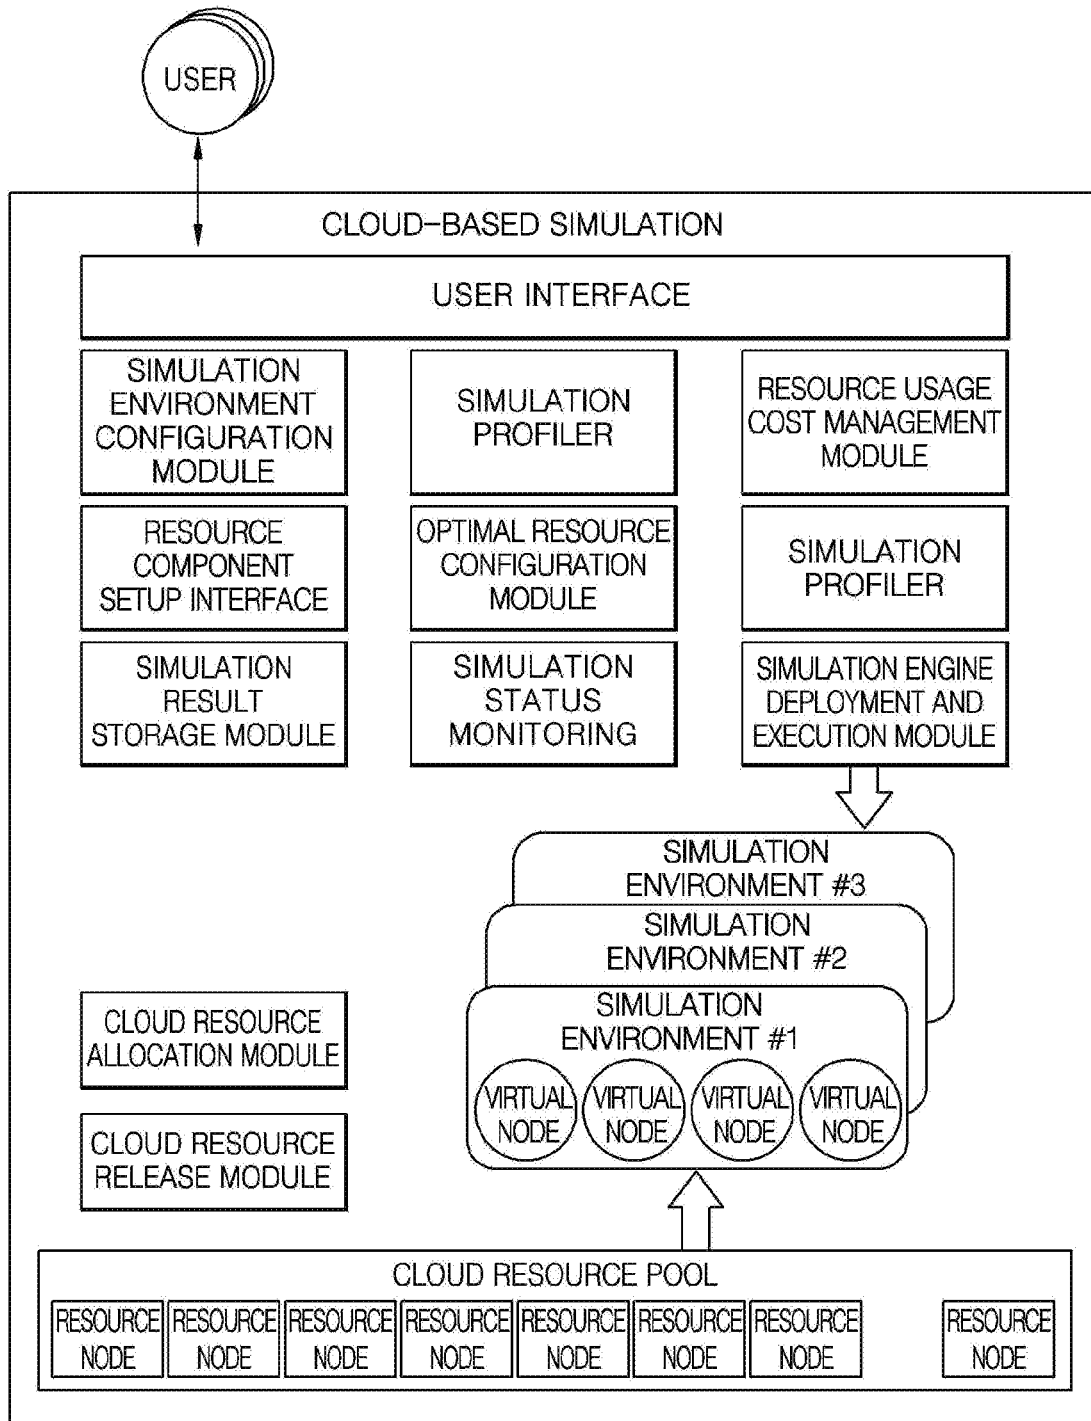 USER
CLOUD-BASED SIMULATION
USER INTERFACE
SIMULATION
ENVIRONMENT
CONFIGURATION
MODULE
SIMULATION
PROFILER
RESOURCE USAGE
COST MANAGEMENT
MODULE
RESOURCE
COMPONENT
SETUP INTERFACE
OPTIMAL RESOURCE
CONFIGURATION
MODULE
SIMULATION
PROFILER
SIMULATION
RESULT
STORAGE MODULE
SIMULATION
STATUS
MONITORING
SIMULATION ENGINE
DEPLOYMENT AND
EXECUTION MODULE
SIMULATION
ENVIRONMENT #3
SIMULATION
ENVIRONMENT #2
SIMULATION
ENVIRONMENT #1
VIRTUAL
NODE
VIRTUAL
NODE
VIRTUAL
NODE
VIRTUAL
NODE
CLOUD RESOURCE
ALLOCATION MODULE
CLOUD RESOURCE
RELEASE MODULE
CLOUD RESOURCE POOL
RESOURCE
NODE
RESOURCE
NODE
RESOURCE
NODE
RESOURCE
NODE
RESOURCE
NODE
RESOURCE
NODE
RESOURCE
NODE
RESOURCE
NODE